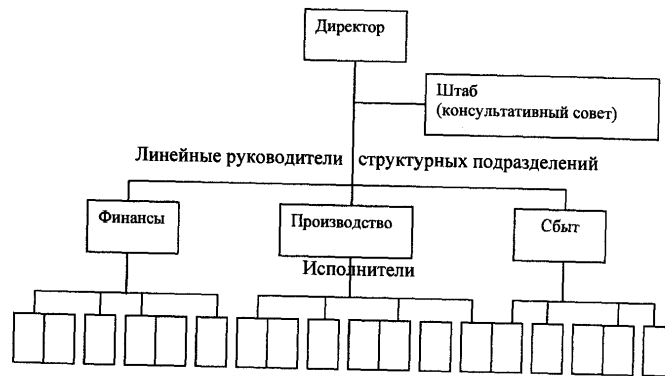 Директор
Штаб
(консультативный совет)
Линейные руководители структурных подразделений
Финансы
Производство
Сбыт
Исполнители